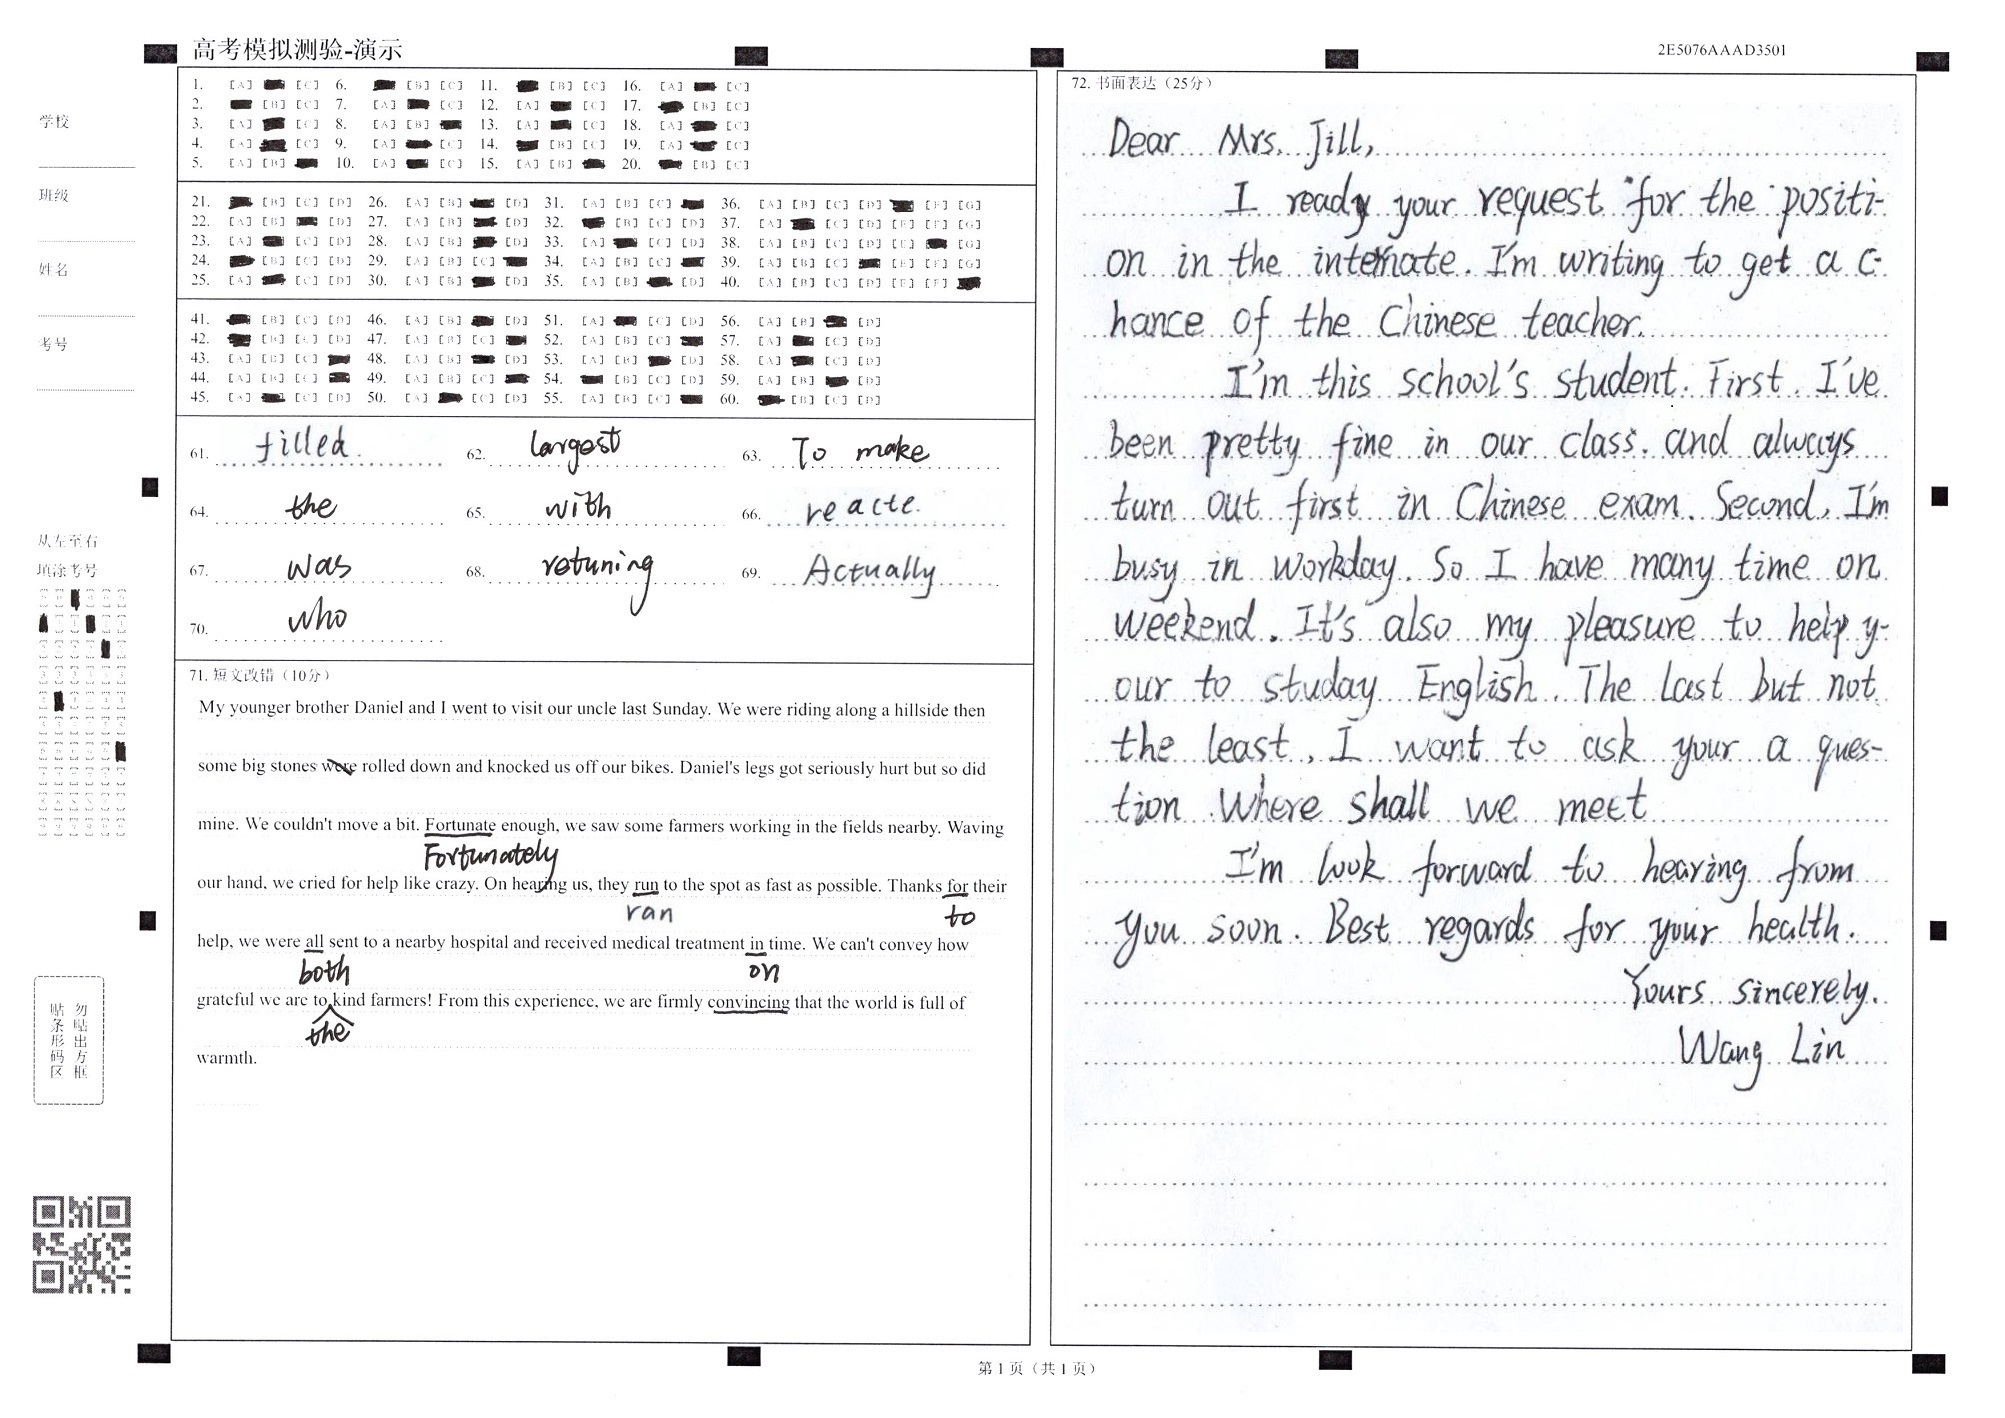 高考模拟测验-演示
2E5076AAAD3501
学校
班级
姓名
考号
从左至右
填涂考号
勿贴出方框
贴条形码区
1. [A] [C] 6. [B] [C] 11. [B] [C] 16. [A] [C]
2. [B] [C] 7. [A] [C] 12. [A] [C] 17. [B] [C]
3. [A] [C] 8. [A] [B] 13. [A] [C] 18. [A] [C]
4. [A] [C] 9. [A] [C] 14. [B] [C] 19. [A] [C]
5. [A] [B] 10. [A] [C] 15. [A] [B] 20. [B] [C]
21. [B] [C] [D] 26. [A] [B] [D] 31. [A] [B] [C] 36. [A] [B] [C] [D] [F] [G]
22. [A] [B] [D] 27. [A] [B] [D] 32. [B] [C] [D] 37. [A] [C] [D] [E] [F] [G]
23. [A] [C] [D] 28. [A] [B] [D] 33. [A] [C] [D] 38. [A] [B] [C] [D] [E] [G]
24. [B] [C] [D] 29. [A] [B] [C] 34. [A] [B] [C] 39. [A] [B] [C] [E] [F] [G]
25. [A] [C] [D] 30. [A] [B] [D] 35. [A] [B] [D] 40. [A] [B] [C] [D] [E] [F]
41. [B] [C] [D] 46. [A] [B] [D] 51. [A] [C] [D] 56. [A] [B] [D]
42. [B] [C] [D] 47. [A] [B] [C] 52. [A] [B] [C] 57. [A] [C] [D]
43. [A] [B] [C] 48. [A] [B] [D] 53. [A] [B] [D] 58. [A] [C] [D]
44. [A] [B] [C] 49. [A] [B] [C] 54. [B] [C] [D] 59. [A] [B] [D]
45. [A] [C] [D] 50. [A] [C] [D] 55. [A] [B] [C] 60. [B] [C] [D]
61. filled. 62. largest 63. To make
64. the 65. with 66. reacte.
67. was 68. retuning 69. Actually
70. who
71. 短文改错（10分）
My younger brother Daniel and I went to visit our uncle last Sunday. We were riding along a hillside then
some big stones were rolled down and knocked us off our bikes. Daniel's legs got seriously hurt but so did
mine. We couldn't move a bit. Fortunate enough, we saw some farmers working in the fields nearby. Waving
Fortunately
our hand, we cried for help like crazy. On hearing us, they run to the spot as fast as possible. Thanks for their
ran to
help, we were all sent to a nearby hospital and received medical treatment in time. We can't convey how
both on
grateful we are to kind farmers! From this experience, we are firmly convincing that the world is full of
the
warmth.
72. 书面表达（25分）
Dear Mrs. Jill,
I ready your request for the positi-
on in the internate. I'm writing to get a c-
hance of the Chinese teacher.
I'm this school's student. First. I've
been pretty fine in our class. and always
turn out first in Chinese exam. Second, I'm
busy in workday. So I have many time on
weekend. It's also my pleasure to help y-
our to studay English. The last but not
the least, I want to ask your a ques-
tion where shall we meet
I'm look forward to hearing from
you soon. Best regards for your health.
Yours sincerely.
Wang Lin
第1页（共1页）